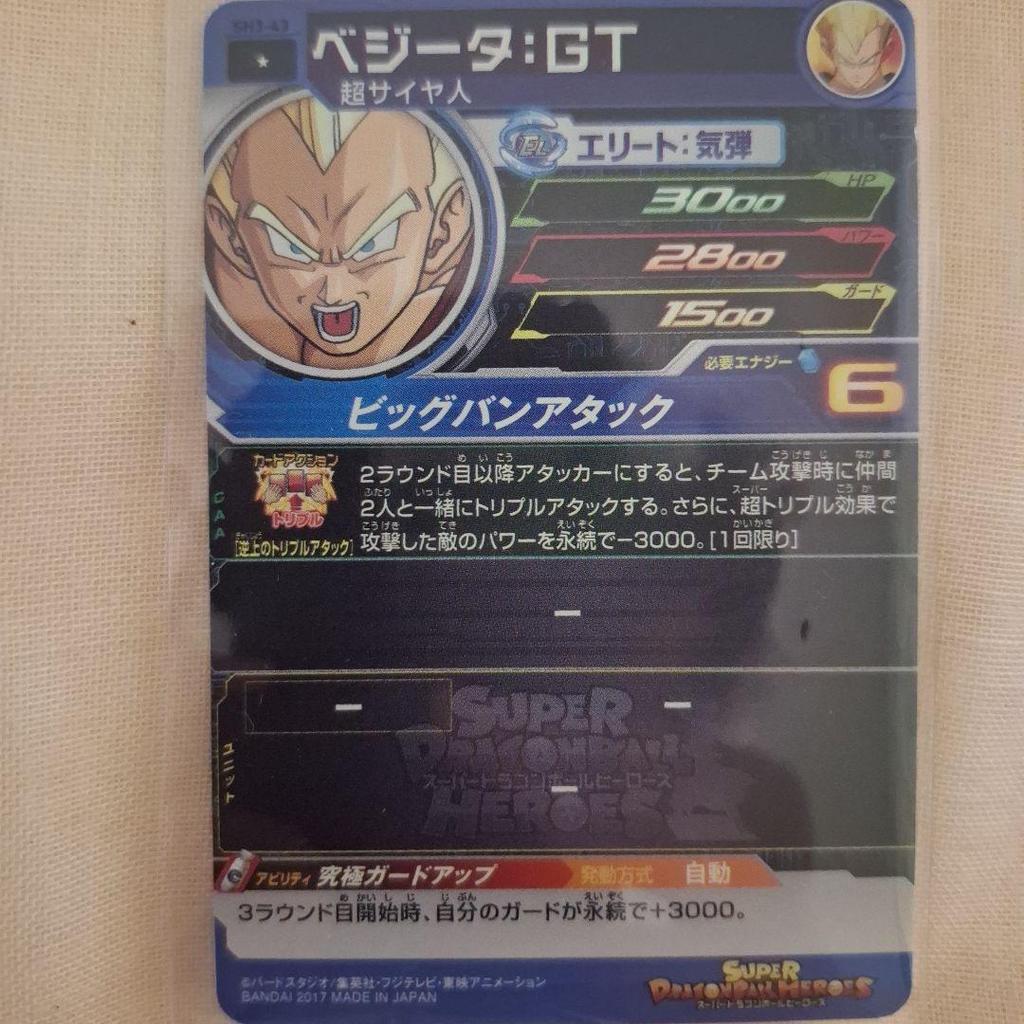 SH3-43
★
ベジータ:GT
超サイヤ人
EL
エリート:気弾
HP
3000
パワー
2800
ガード
1500
必要エナジー
6
ビッグバンアタック
CAA
カードアクション
トリプル
[逆上のトリプルアタック]
2ラウンド目以降アタッカーにすると、チーム攻撃時に仲間
2人と一緒にトリプルアタックする。さらに、超トリプル効果で
攻撃した敵のパワーを永続で−3000。[1回限り]
ー
ユニット
ー
ー
ー
SUPER
DRAGONBALL
スーパードラゴンボールヒーローズ
HEROES
アビリティ 究極ガードアップ 発動方式 自動
3ラウンド目開始時、自分のガードが永続で+3000。
©バードスタジオ/集英社・フジテレビ・東映アニメーション
BANDAI 2017 MADE IN JAPAN
SUPER
DRAGONBALL HEROES
スーパードラゴンボールヒーローズ